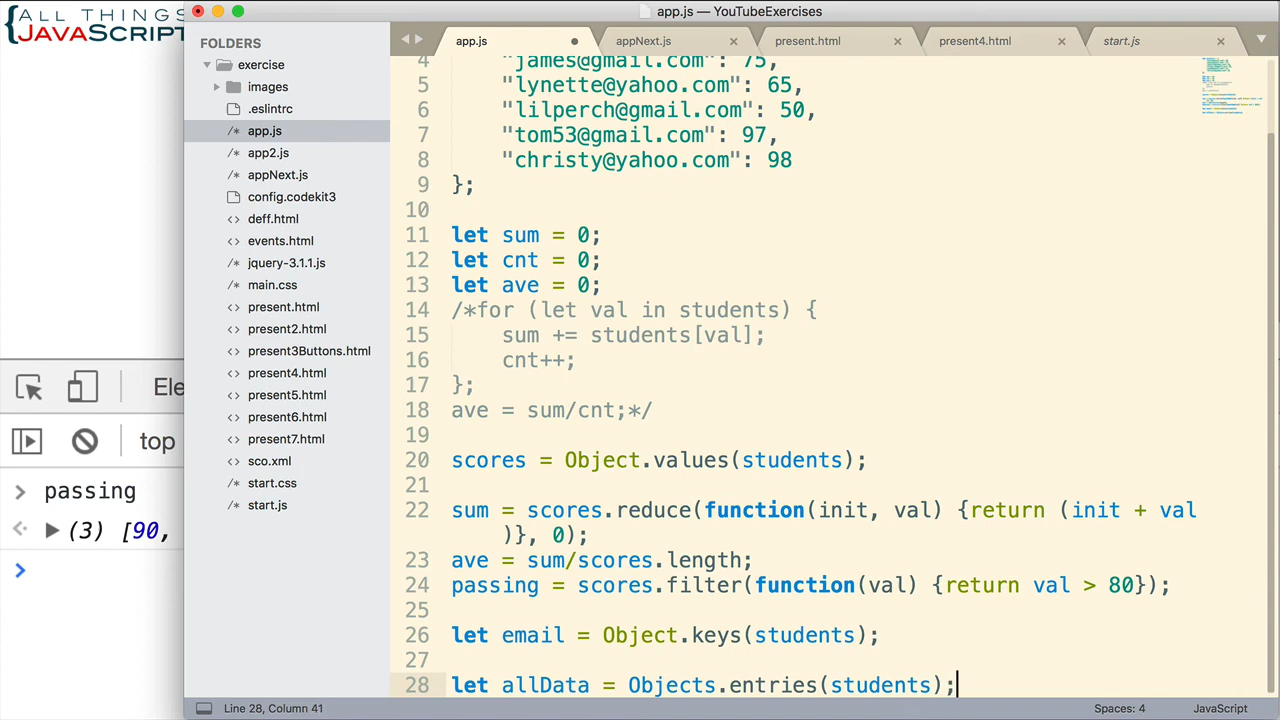 ALL THINGS
JAVASCRIPT
app.js — YouTubeExercises
FOLDERS
exercise
images
.eslintrc
app.js
app2.js
appNext.js
config.codekit3
deff.html
events.html
jquery-3.1.1.js
main.css
present.html
present2.html
present3Buttons.html
present4.html
present5.html
present6.html
present7.html
sco.xml
start.css
start.js
app.js
appNext.js
present.html
present4.html
start.js
4 "james@gmail.com": 75,
5 "lynette@yahoo.com": 65,
6 "lilperch@gmail.com": 50,
7 "tom53@gmail.com": 97,
8 "christy@yahoo.com": 98
9 };
10
11 let sum = 0;
12 let cnt = 0;
13 let ave = 0;
14 /*for (let val in students) {
15 sum += students[val];
16 cnt++;
17 };
18 ave = sum/cnt;*/
19
20 scores = Object.values(students);
21
22 sum = scores.reduce(function(init, val) {return (init + val
)}, 0);
23 ave = sum/scores.length;
24 passing = scores.filter(function(val) {return val > 80});
25
26 let email = Object.keys(students);
27
28 let allData = Objects.entries(students);
Ele
top
> passing
(3) [90,
>
Line 28, Column 41
Spaces: 4
JavaScript